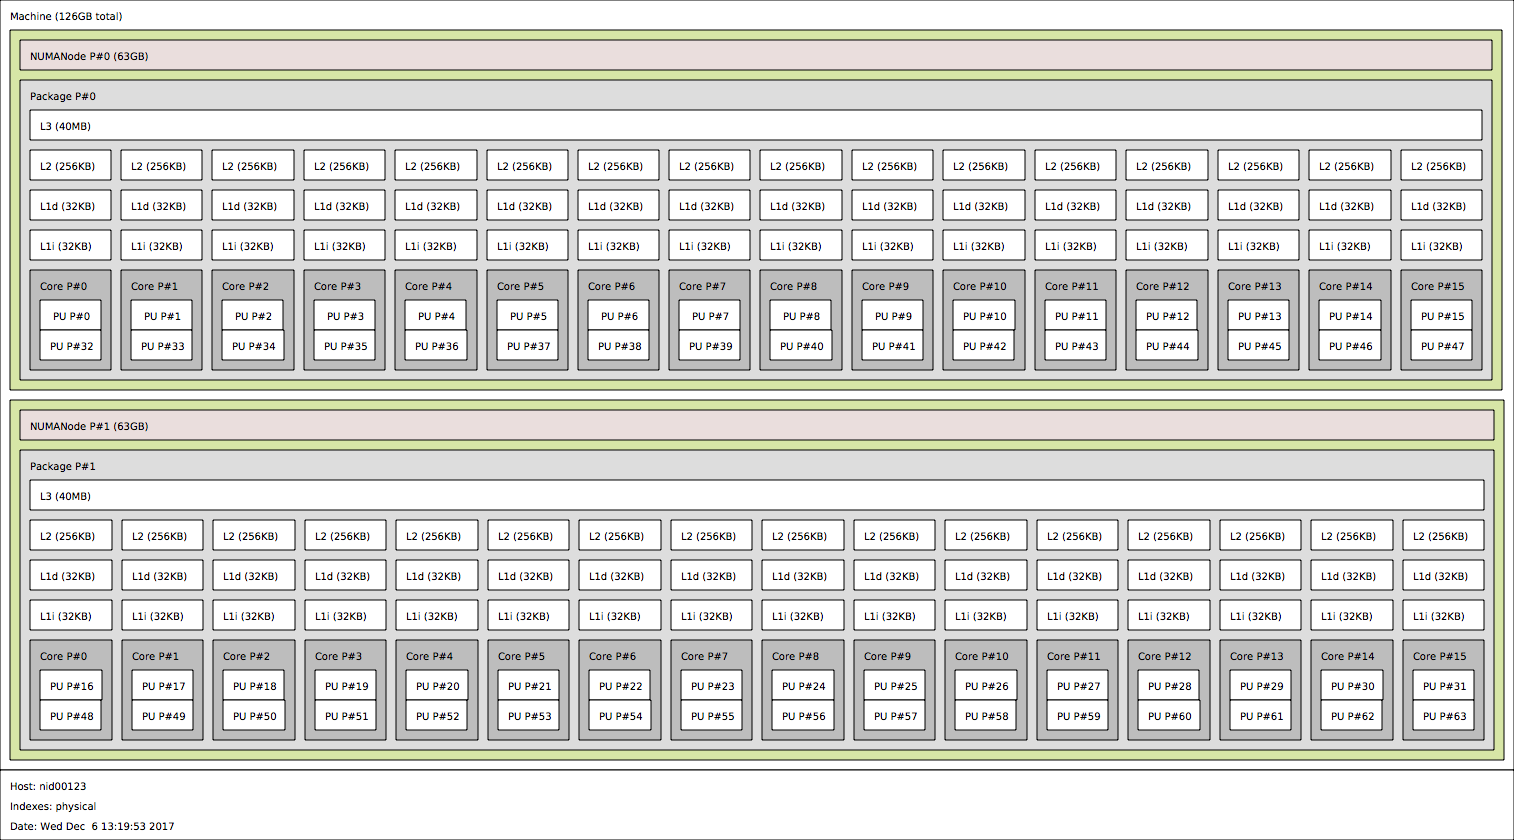 Machine (126GB total)
NUMANode P#0 (63GB)
Package P#0
L3 (40MB)
L2 (256KB) L2 (256KB) L2 (256KB) L2 (256KB) L2 (256KB) L2 (256KB) L2 (256KB) L2 (256KB) L2 (256KB) L2 (256KB) L2 (256KB) L2 (256KB) L2 (256KB) L2 (256KB) L2 (256KB) L2 (256KB)
L1d (32KB) L1d (32KB) L1d (32KB) L1d (32KB) L1d (32KB) L1d (32KB) L1d (32KB) L1d (32KB) L1d (32KB) L1d (32KB) L1d (32KB) L1d (32KB) L1d (32KB) L1d (32KB) L1d (32KB) L1d (32KB)
L1i (32KB) L1i (32KB) L1i (32KB) L1i (32KB) L1i (32KB) L1i (32KB) L1i (32KB) L1i (32KB) L1i (32KB) L1i (32KB) L1i (32KB) L1i (32KB) L1i (32KB) L1i (32KB) L1i (32KB) L1i (32KB)
Core P#0 Core P#1 Core P#2 Core P#3 Core P#4 Core P#5 Core P#6 Core P#7 Core P#8 Core P#9 Core P#10 Core P#11 Core P#12 Core P#13 Core P#14 Core P#15
PU P#0 PU P#1 PU P#2 PU P#3 PU P#4 PU P#5 PU P#6 PU P#7 PU P#8 PU P#9 PU P#10 PU P#11 PU P#12 PU P#13 PU P#14 PU P#15
PU P#32 PU P#33 PU P#34 PU P#35 PU P#36 PU P#37 PU P#38 PU P#39 PU P#40 PU P#41 PU P#42 PU P#43 PU P#44 PU P#45 PU P#46 PU P#47
NUMANode P#1 (63GB)
Package P#1
L3 (40MB)
L2 (256KB) L2 (256KB) L2 (256KB) L2 (256KB) L2 (256KB) L2 (256KB) L2 (256KB) L2 (256KB) L2 (256KB) L2 (256KB) L2 (256KB) L2 (256KB) L2 (256KB) L2 (256KB) L2 (256KB) L2 (256KB)
L1d (32KB) L1d (32KB) L1d (32KB) L1d (32KB) L1d (32KB) L1d (32KB) L1d (32KB) L1d (32KB) L1d (32KB) L1d (32KB) L1d (32KB) L1d (32KB) L1d (32KB) L1d (32KB) L1d (32KB) L1d (32KB)
L1i (32KB) L1i (32KB) L1i (32KB) L1i (32KB) L1i (32KB) L1i (32KB) L1i (32KB) L1i (32KB) L1i (32KB) L1i (32KB) L1i (32KB) L1i (32KB) L1i (32KB) L1i (32KB) L1i (32KB) L1i (32KB)
Core P#0 Core P#1 Core P#2 Core P#3 Core P#4 Core P#5 Core P#6 Core P#7 Core P#8 Core P#9 Core P#10 Core P#11 Core P#12 Core P#13 Core P#14 Core P#15
PU P#16 PU P#17 PU P#18 PU P#19 PU P#20 PU P#21 PU P#22 PU P#23 PU P#24 PU P#25 PU P#26 PU P#27 PU P#28 PU P#29 PU P#30 PU P#31
PU P#48 PU P#49 PU P#50 PU P#51 PU P#52 PU P#53 PU P#54 PU P#55 PU P#56 PU P#57 PU P#58 PU P#59 PU P#60 PU P#61 PU P#62 PU P#63
Host: nid00123
Indexes: physical
Date: Wed Dec  6 13:19:53 2017